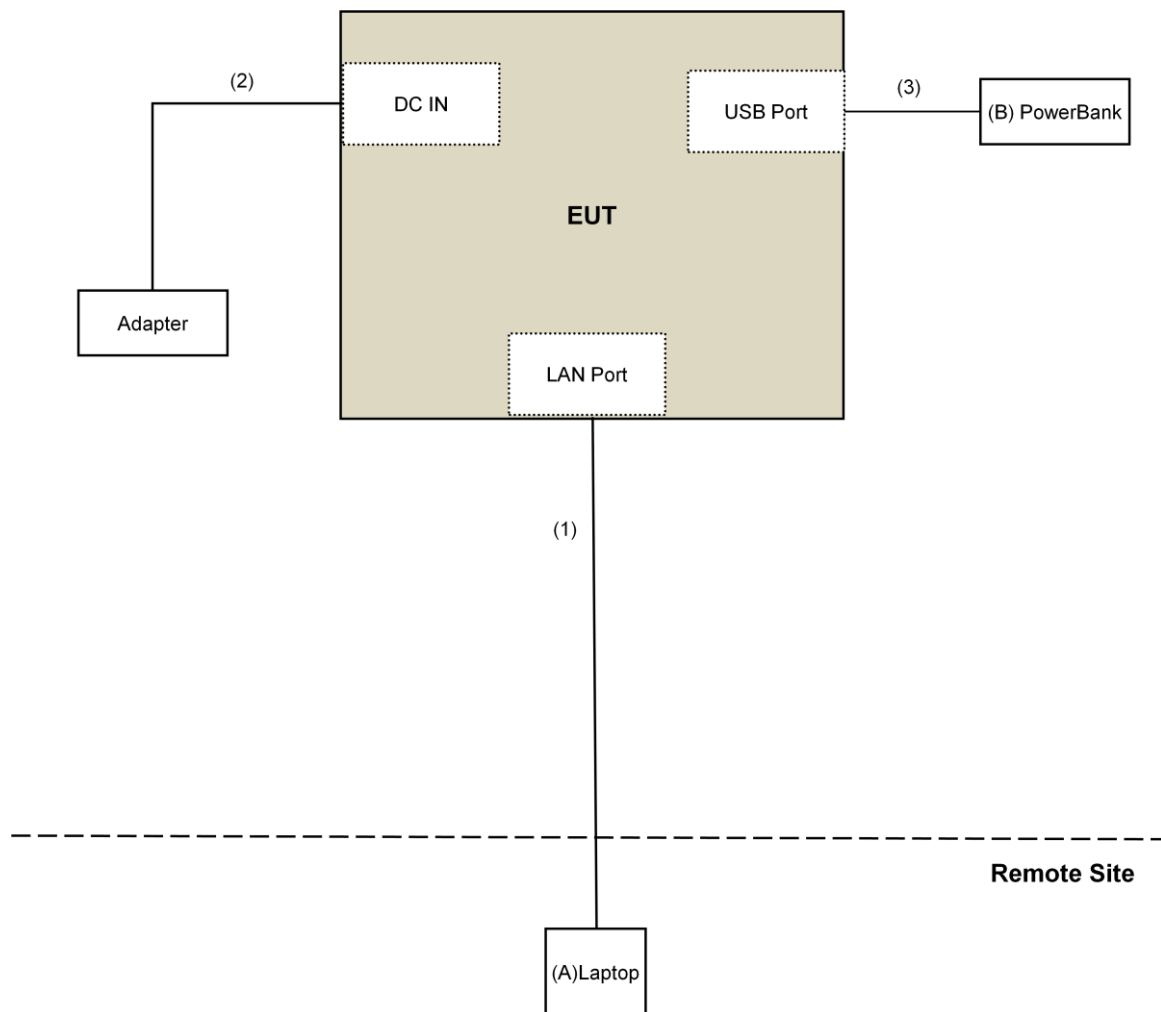 (2)
DC IN
USB Port
(3)
(B) PowerBank
EUT
Adapter
LAN Port
(1)
Remote Site
(A)Laptop